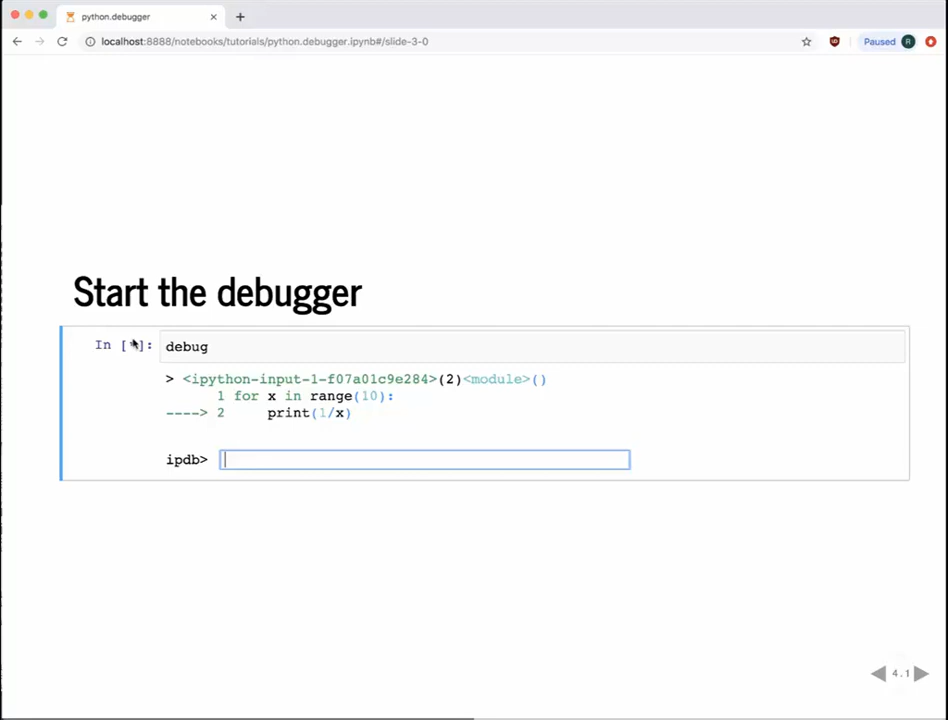 python.debugger
localhost:8888/notebooks/tutorials/python.debugger.ipynb#/slide-3-0
Paused R
Start the debugger
In [*]: debug
> <ipython-input-1-f07a01c9e284>(2)<module>()
1 for x in range(10):
----> 2 print(1/x)
ipdb>
4.1